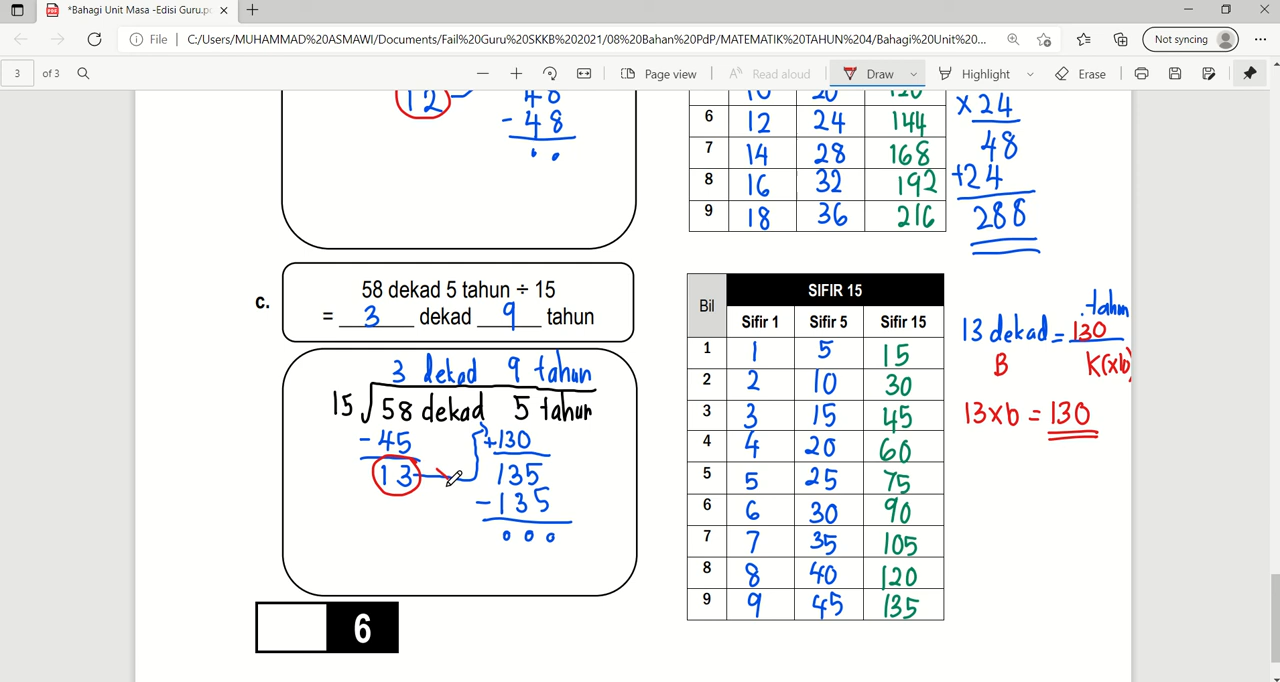 *Bahagi Unit Masa -Edisi Guru.p
File C:/Users/MUHAMMAD%20ASMAWI/Documents/Fail%20Guru%20SKKB%202021/08%20Bahan%20PdP/MATEMATIK%20TAHUN%204/Bahagi%20Unit%20... Not syncing
3 of 3 Page view Read aloud Draw Highlight Erase
12
48
- 48
10 20 120
6 12 24 144
7 14 28 168
8 16 32 192
9 18 36 216
× 24
48
+24
288
c.
58 dekad 5 tahun ÷ 15
= 3 dekad 9 tahun
3 dekad 9 tahun
15 58 dekad 5 tahun
- 45 +130
13 135
- 135
0 0 0
6
Bil SIFIR 15
Sifir 1 Sifir 5 Sifir 15
1 1 5 15
2 2 10 30
3 3 15 45
4 4 20 60
5 5 25 75
6 6 30 90
7 7 35 105
8 8 40 120
9 9 45 135
tahun
13 dekad = 130
B K(xb)
13xb = 130